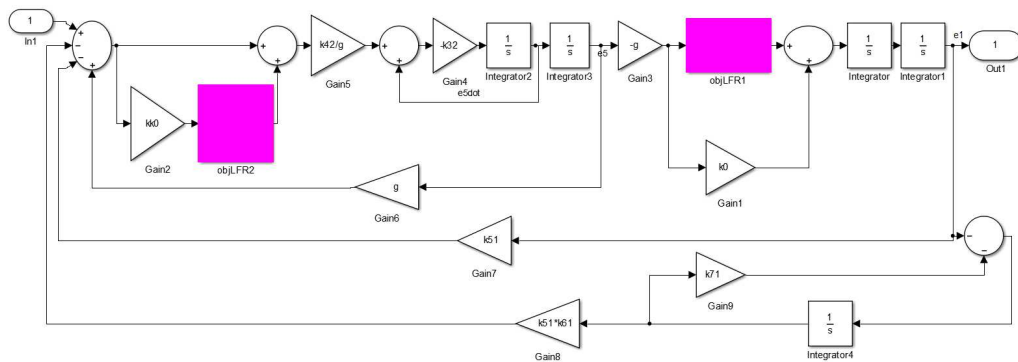 1
In1
+
−
−
+
kk0
Gain2
objLFR2
+
+
k42/g
Gain5
+
+
-k32
Gain4
e5dot
1
s
Integrator2
1
s
Integrator3
e5
-g
Gain3
objLFR1
k0
Gain1
+
+
1
s
Integrator
1
s
Integrator1
e1
1
Out1
g
Gain6
k51
Gain7
−
−
k71
Gain9
k51*k61
Gain8
1
s
Integrator4